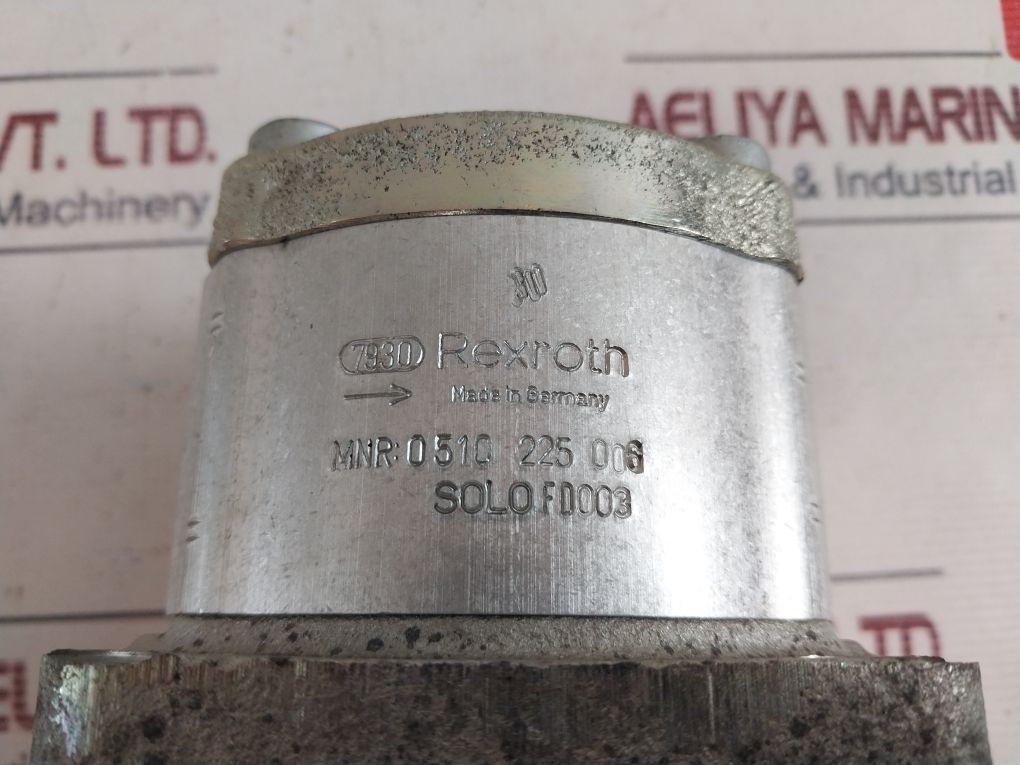 VT. LTD.
Machinery
AELIYA MARIN
& Industrial
30
7930 Rexroth
Made in Germany
MNR: 0 510 225 006
SOLO FD003
LTD.